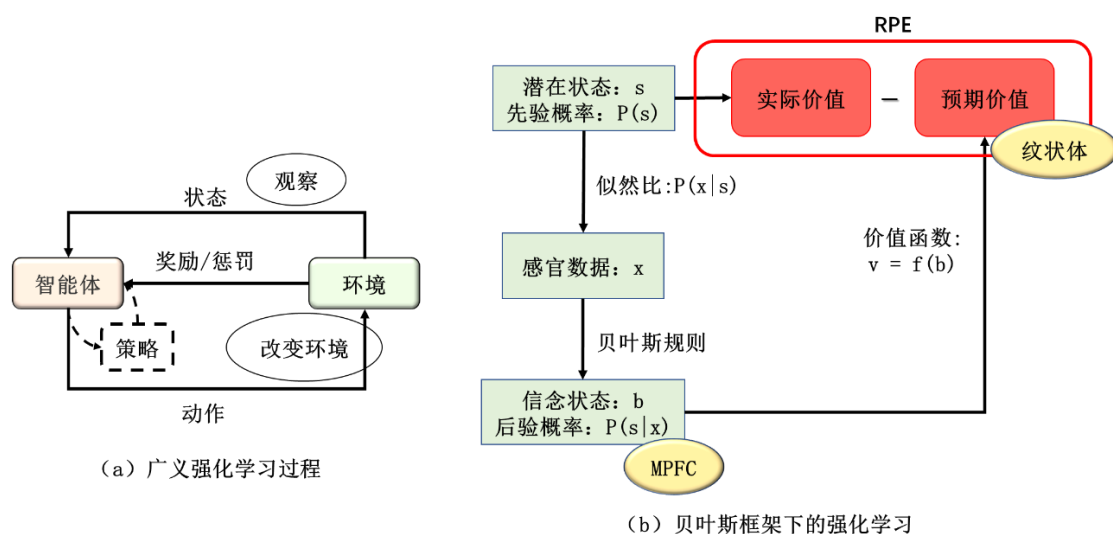 观察
状态
奖励/惩罚
智能体
环境
策略
改变环境
动作
（a）广义强化学习过程
RPE
潜在状态：s
先验概率：P(s)
实际价值
－
预期价值
纹状体
似然比:P(x|s)
价值函数:
v = f(b)
感官数据：x
贝叶斯规则
信念状态：b
后验概率：P(s|x)
MPFC
（b）贝叶斯框架下的强化学习